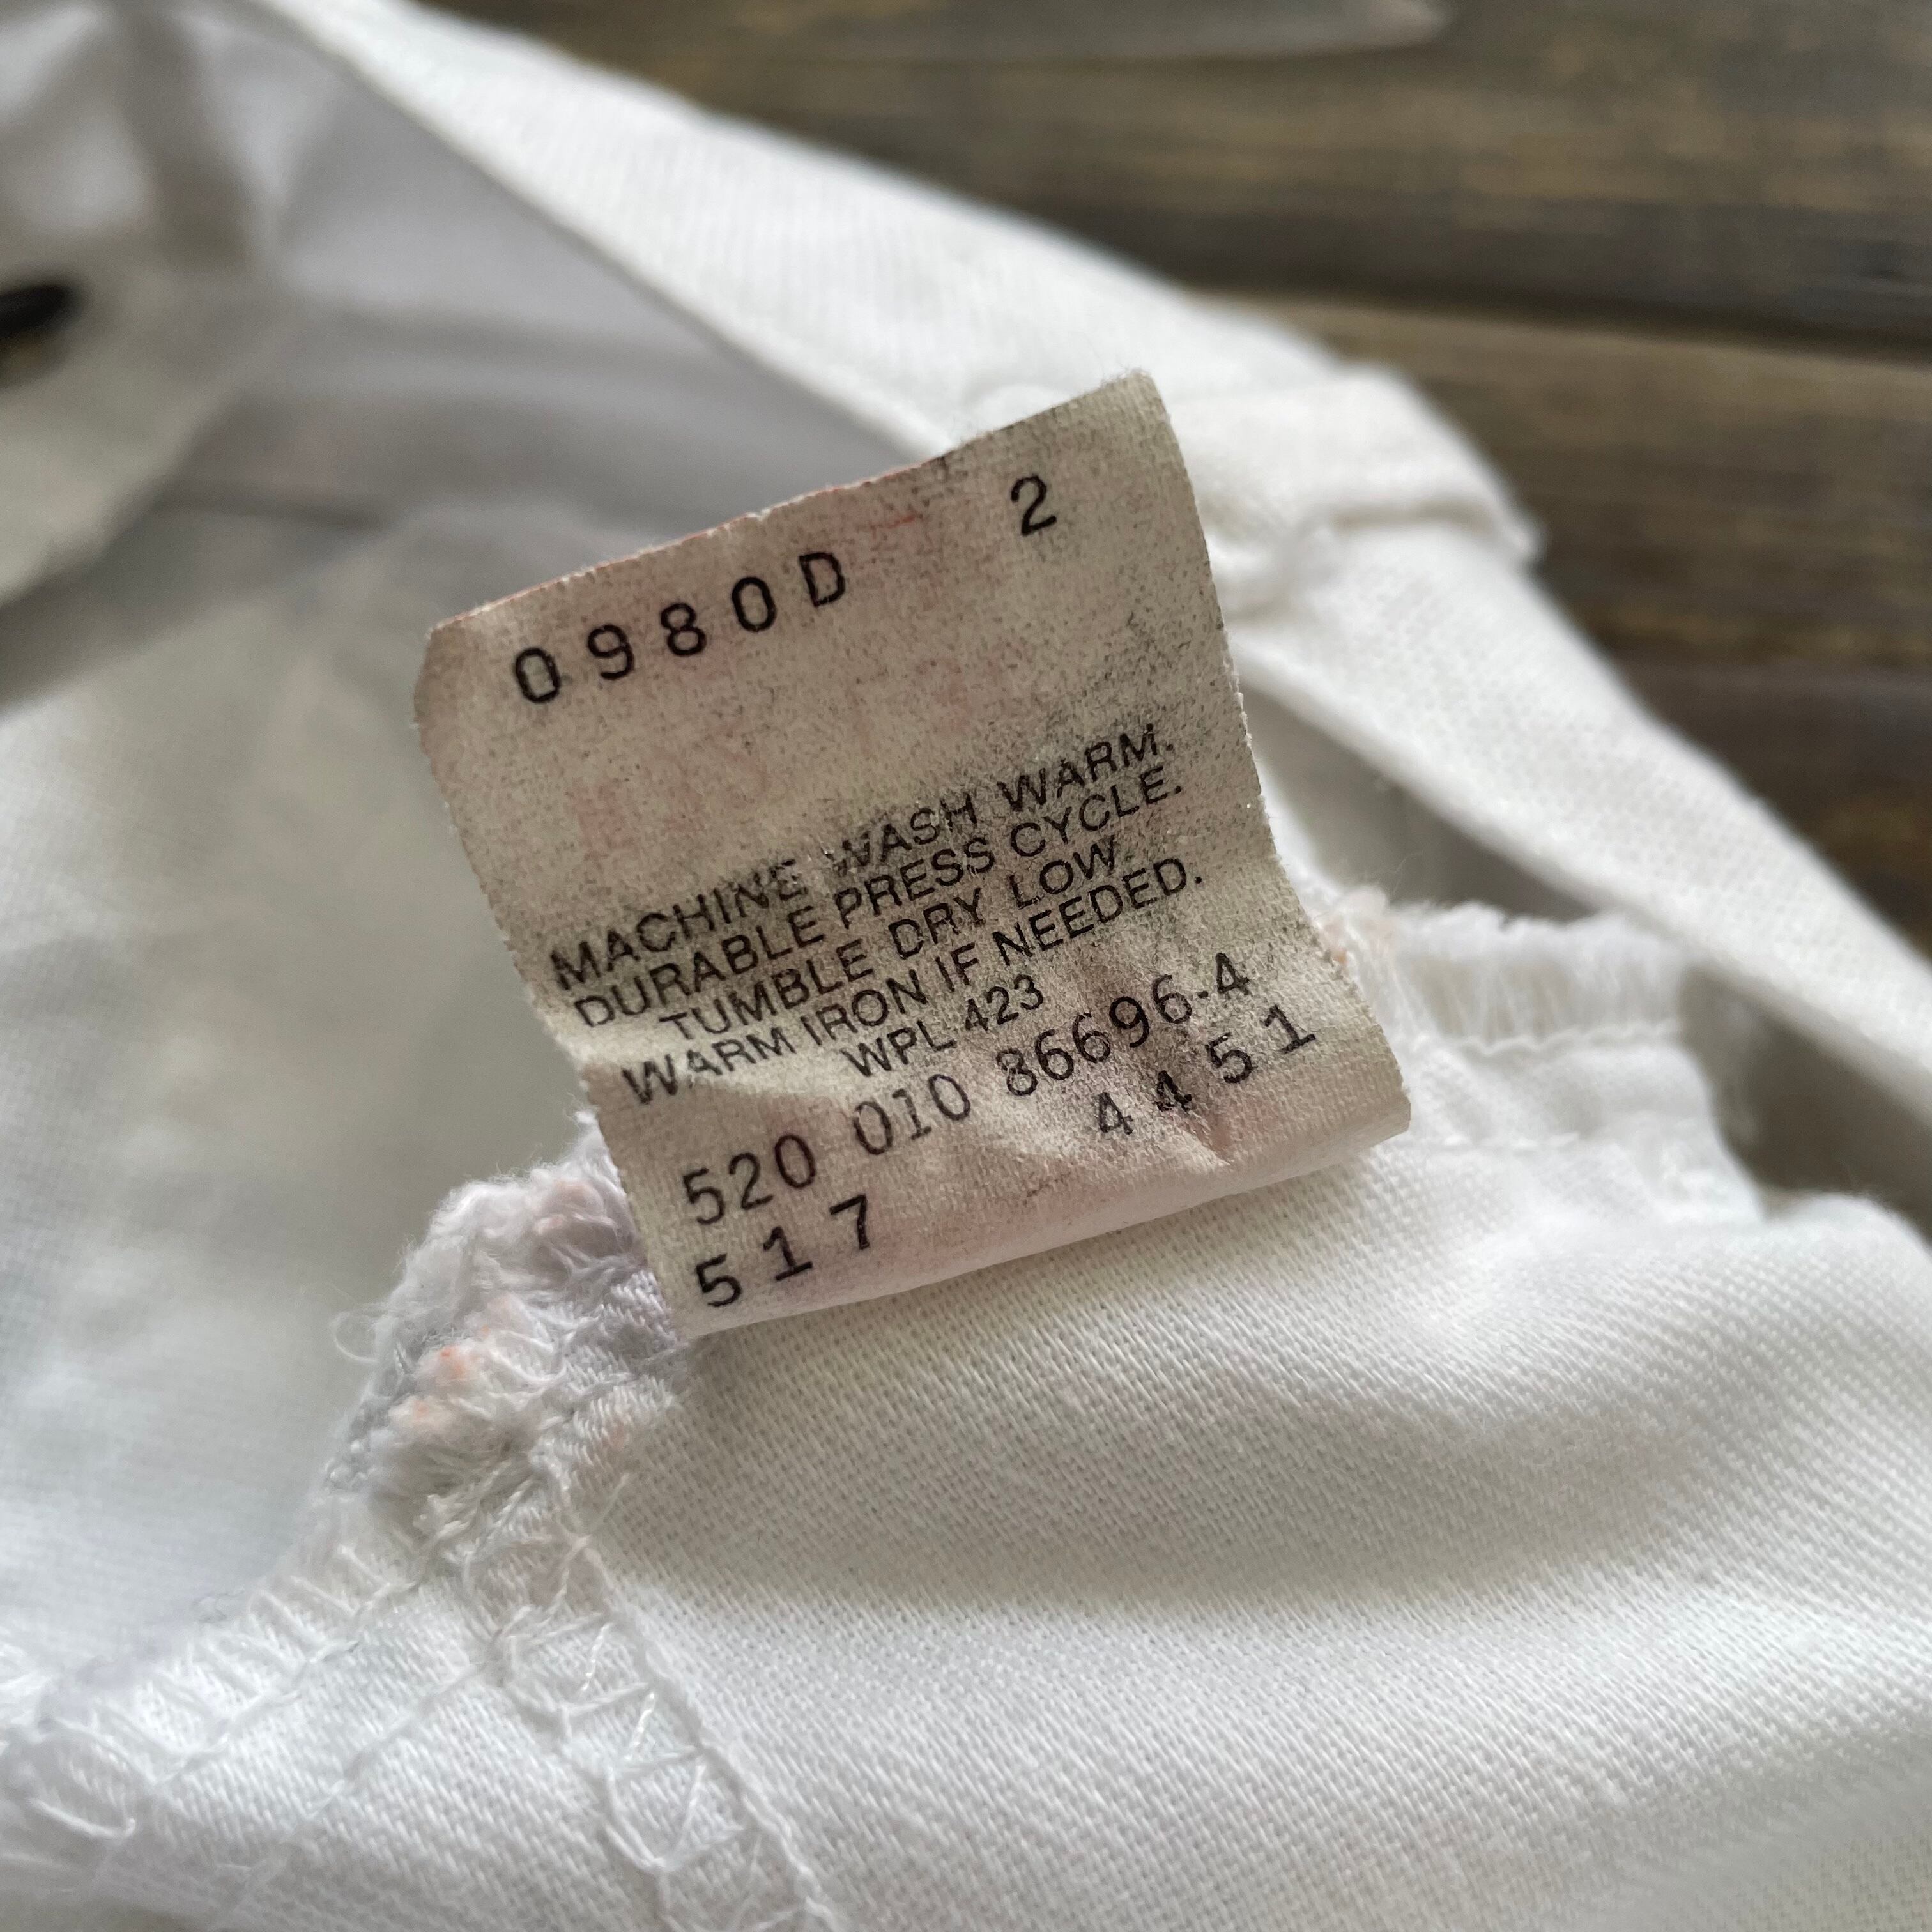 0980D 2
MACHINE WASH WARM.
DURABLE PRESS CYCLE.
TUMBLE DRY LOW.
WARM IRON IF NEEDED.
WPL 423
520 010 86696-4
4451
517